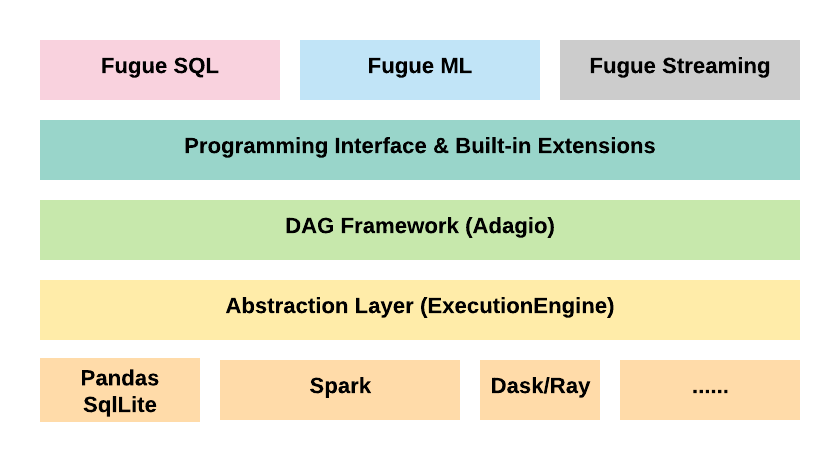 Fugue SQL
Fugue ML
Fugue Streaming
Programming Interface & Built-in Extensions
DAG Framework (Adagio)
Abstraction Layer (ExecutionEngine)
Pandas
SqlLite
Spark
Dask/Ray
......